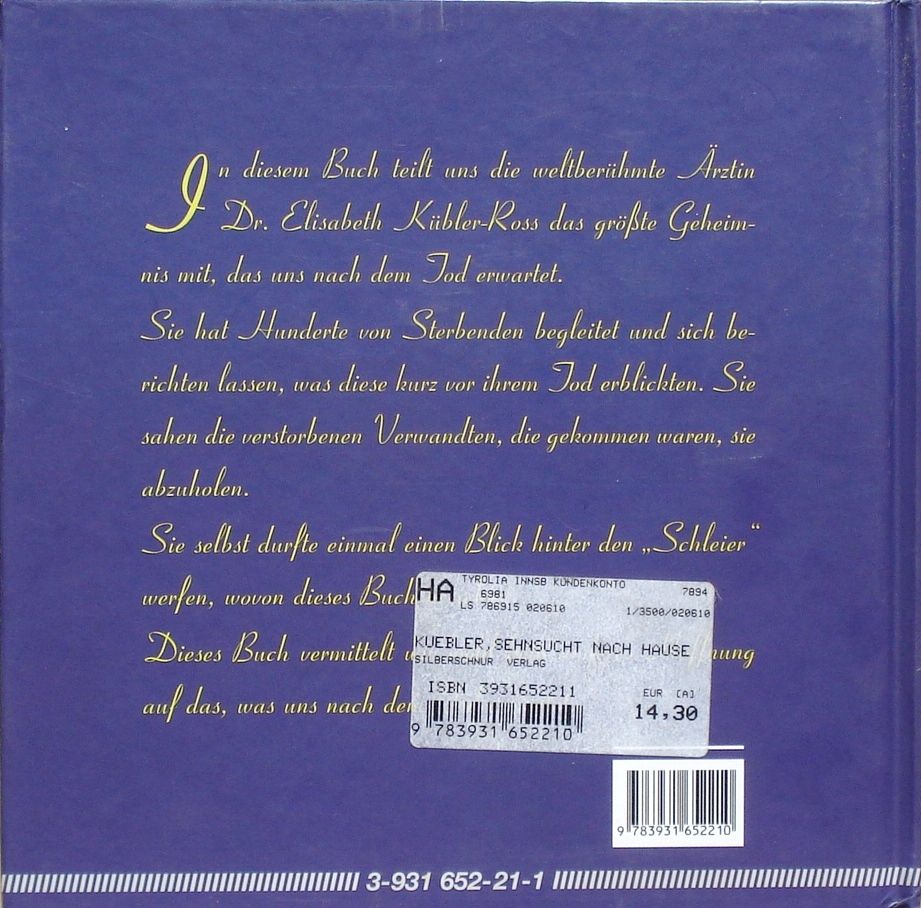 In diesem Buch teilt uns die weltberühmte Ärztin
Dr. Elisabeth Kübler-Ross das größte Geheim-
nis mit, das uns nach dem Tod erwartet.
Sie hat Hunderte von Sterbenden begleitet und sich be-
richten lassen, was diese kurz vor ihrem Tod erblickten. Sie
sahen die verstorbenen Verwandten, die gekommen waren, sie
abzuholen.
Sie selbst durfte einmal einen Blick hinter den „Schleier“
werfen, wovon dieses Buch
Dieses Buch vermittelt
auf das, was uns nach
HA TYROLIA INNSB KUNDENKONTO
6981 7894
LS 786915 020610 1/3500/020610
KUEBLER,SEHNSUCHT NACH HAUSE
SILBERSCHNUR VERLAG
ISBN 3931652211 EUR (A)
14,30
9 783931 652210
9 783931 652210
3-931 652-21-1